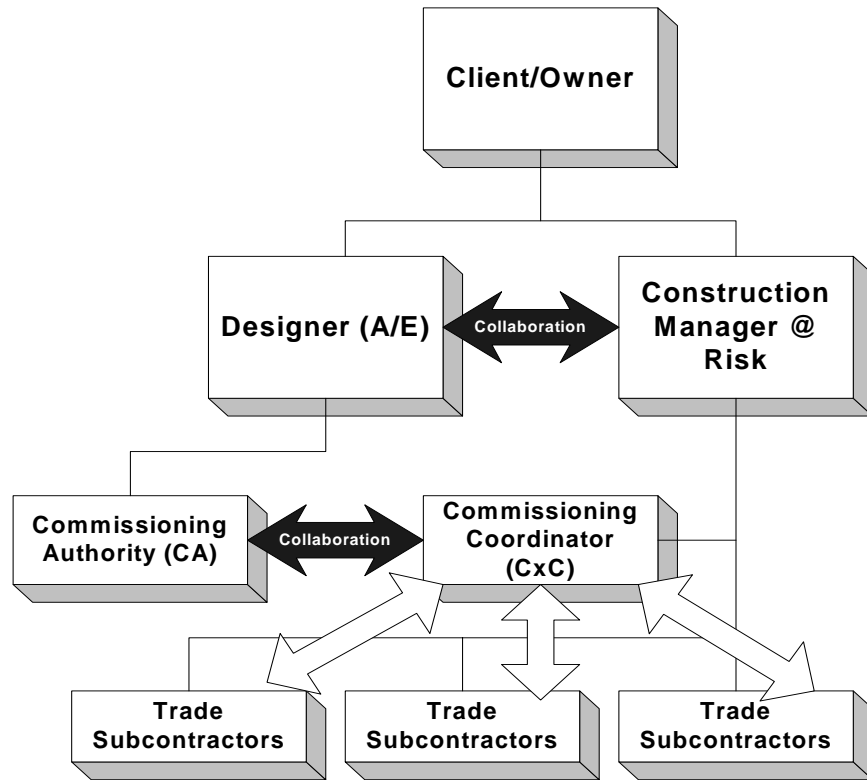 Client/Owner
Designer (A/E)
Collaboration
Construction
Manager @
Risk
Commissioning
Authority (CA)
Collaboration
Commissioning
Coordinator
(CxC)
Trade
Subcontractors
Trade
Subcontractors
Trade
Subcontractors